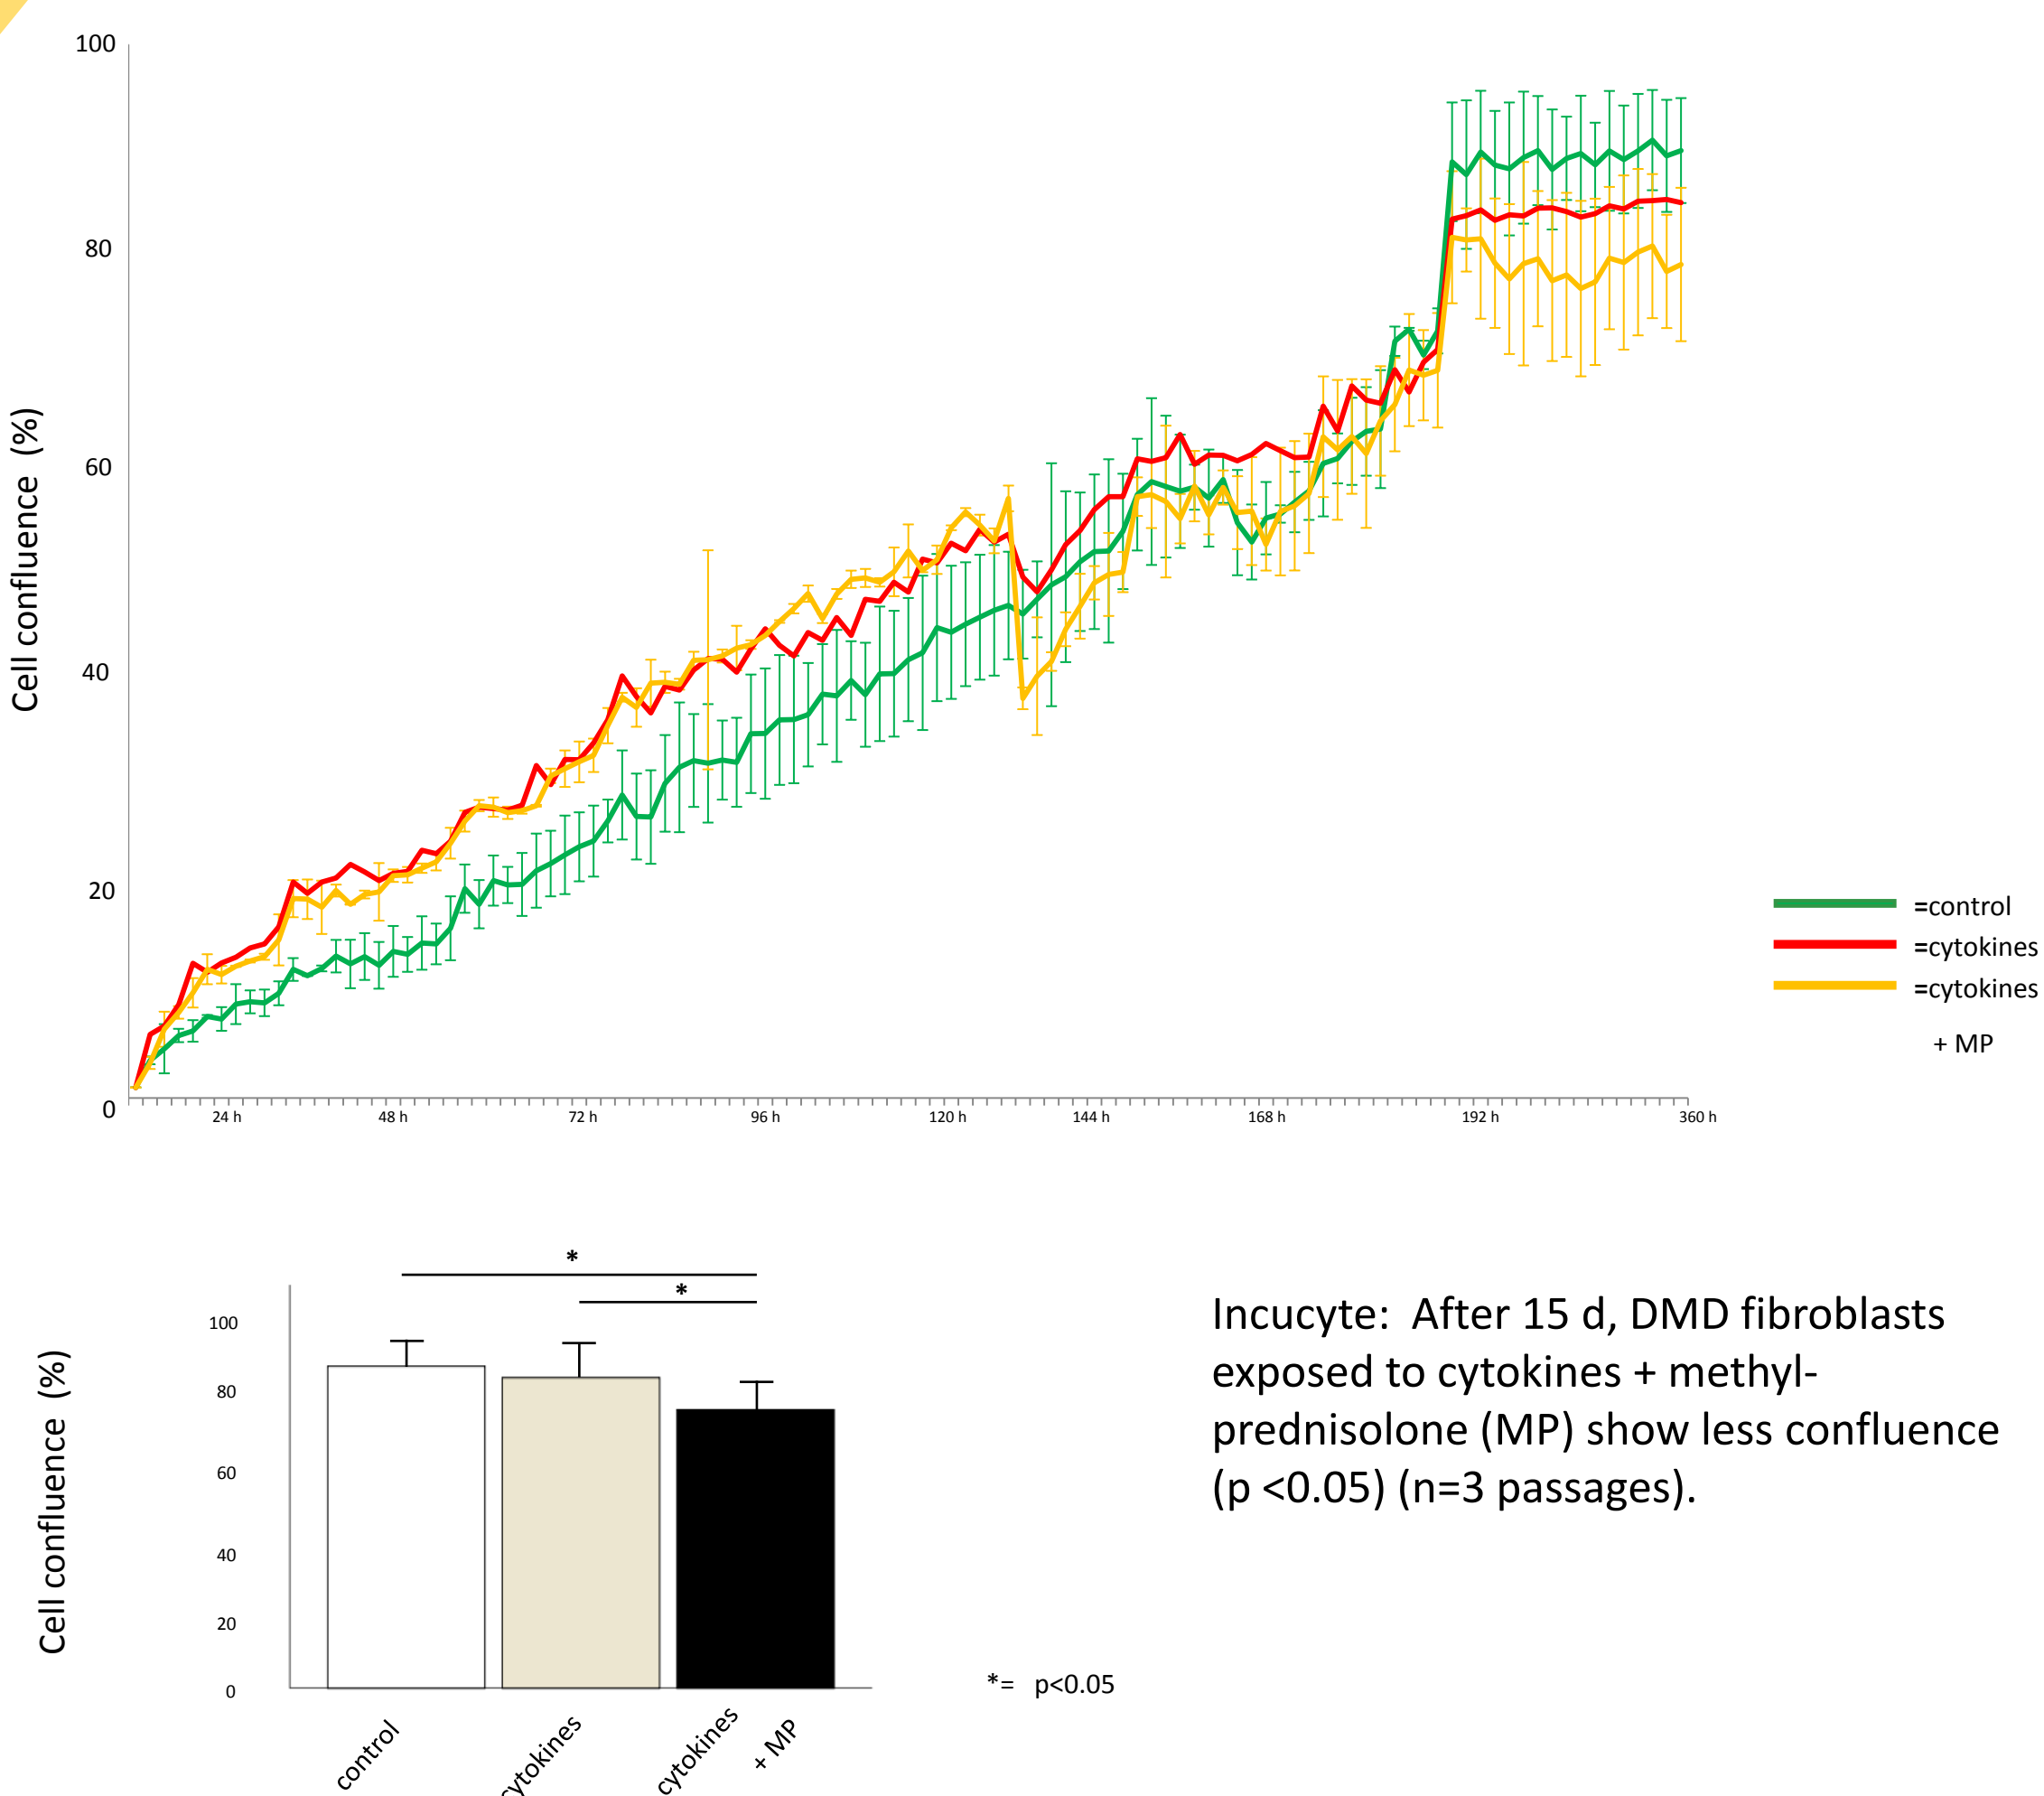 100
80
60
40
20
0
Cell confluence (%)
24 h
48 h
72 h
96 h
120 h
144 h
168 h
192 h
360 h
=control
=cytokines
=cytokines
+ MP
*
*
100
80
60
40
20
0
Cell confluence (%)
control
cytokines
cytokines
+ MP
*= p<0.05
Incucyte: After 15 d, DMD fibroblasts
exposed to cytokines + methyl-
prednisolone (MP) show less confluence
(p <0.05) (n=3 passages).